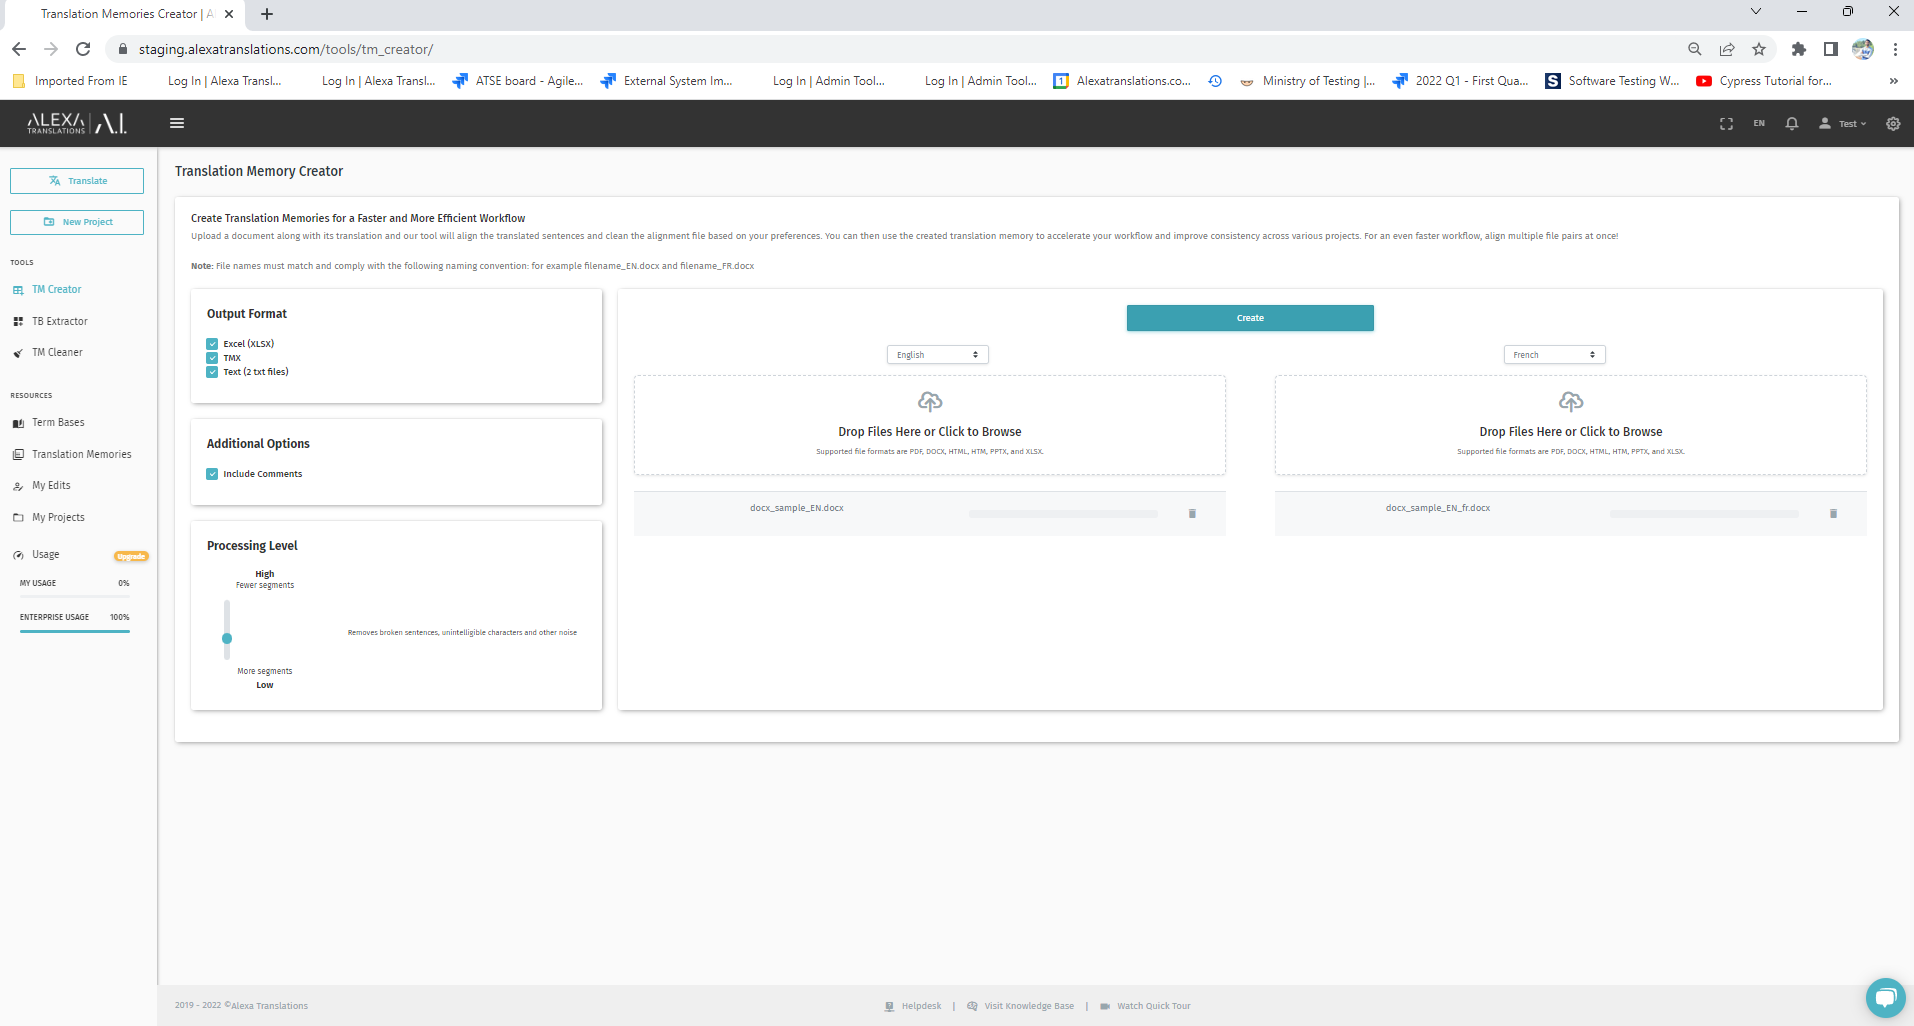 Translation Memories Creator | A
staging.alexatranslations.com/tools/tm_creator/
Imported From IE
Log In | Alexa Transl...
Log In | Alexa Transl...
ATSE board - Agile...
External System Im...
Log In | Admin Tool...
Log In | Admin Tool...
Alexatranslations.co...
Ministry of Testing |...
2022 Q1 - First Qua...
Software Testing W...
Cypress Tutorial for...
»
ALEXA TRANSLATIONS | A.I.
EN
Test
Translate
New Project
TOOLS
TM Creator
TB Extractor
TM Cleaner
RESOURCES
Term Bases
Translation Memories
My Edits
My Projects
Usage
Upgrade
MY USAGE 0%
ENTERPRISE USAGE 100%
Translation Memory Creator
Create Translation Memories for a Faster and More Efficient Workflow
Upload a document along with its translation and our tool will align the translated sentences and clean the alignment file based on your preferences. You can then use the created translation memory to accelerate your workflow and improve consistency across various projects. For an even faster workflow, align multiple file pairs at once!
Note: File names must match and comply with the following naming convention: for example filename_EN.docx and filename_FR.docx
Output Format
Excel (XLSX)
TMX
Text (2 txt files)
Additional Options
Include Comments
Processing Level
High
Fewer segments
Removes broken sentences, unintelligible characters and other noise
More segments
Low
Create
English
Drop Files Here or Click to Browse
Supported file formats are PDF, DOCX, HTML, HTM, PPTX, and XLSX.
docx_sample_EN.docx
French
Drop Files Here or Click to Browse
Supported file formats are PDF, DOCX, HTML, HTM, PPTX, and XLSX.
docx_sample_EN_fr.docx
2019 - 2022 ©Alexa Translations
Helpdesk | Visit Knowledge Base | Watch Quick Tour